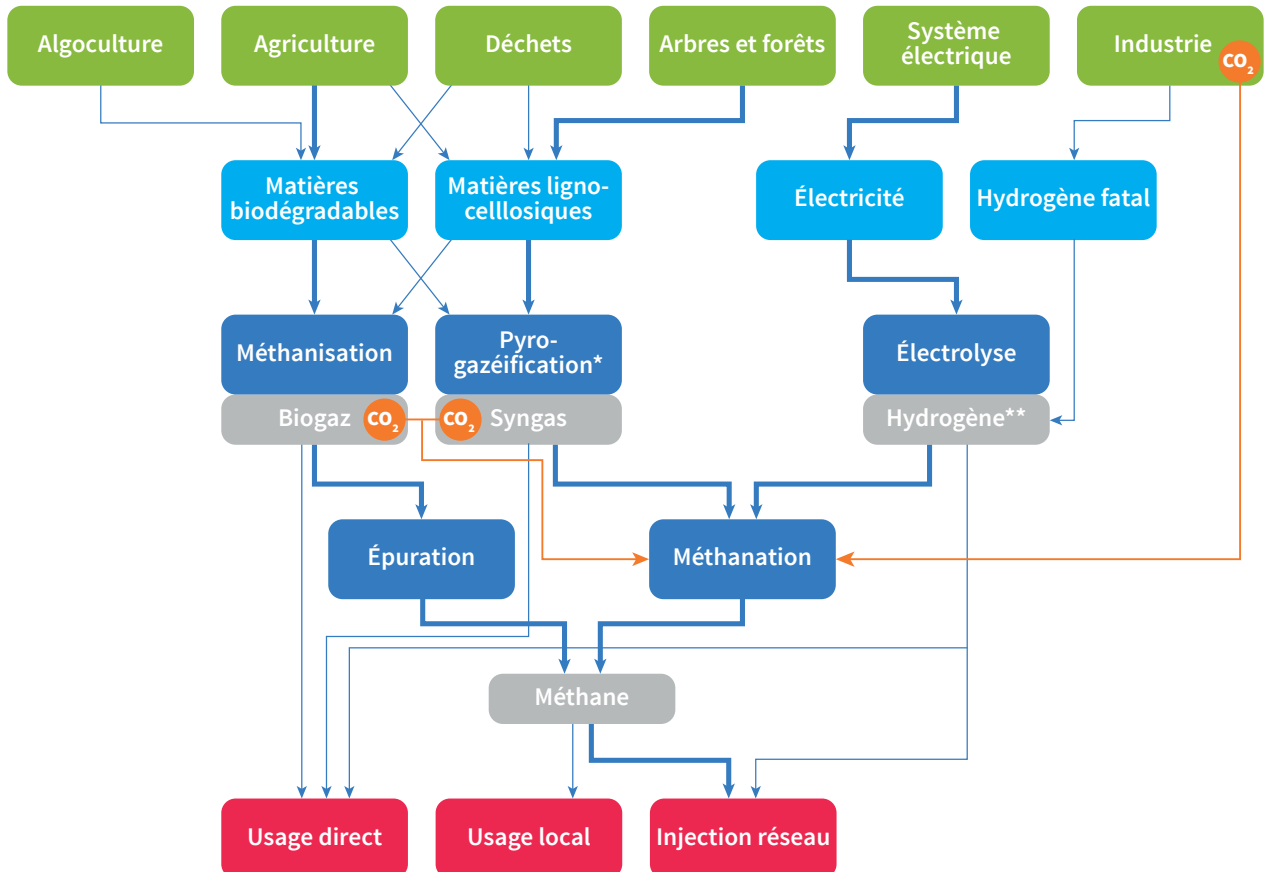 Algoculture
Agriculture
Déchets
Arbres et forêts
Système
électrique
Industrie
CO₂
Matières
biodégradables
Matières ligno-
celllosiques
Électricité
Hydrogène fatal
Méthanisation
Pyro-
gazéification*
Électrolyse
Biogaz
CO₂
CO₂
Syngas
Hydrogène**
Épuration
Méthanation
Méthane
Usage direct
Usage local
Injection réseau